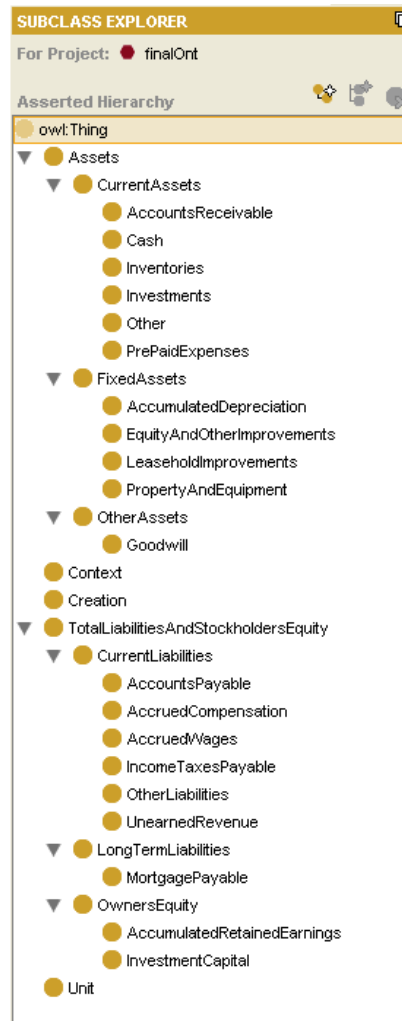 SUBCLASS EXPLORER
For Project: finalOnt
Asserted Hierarchy
owl:Thing
Assets
CurrentAssets
AccountsReceivable
Cash
Inventories
Investments
Other
PrePaidExpenses
FixedAssets
AccumulatedDepreciation
EquityAndOtherImprovements
LeaseholdImprovements
PropertyAndEquipment
OtherAssets
Goodwill
Context
Creation
TotalLiabilitiesAndStockholdersEquity
CurrentLiabilities
AccountsPayable
AccruedCompensation
AccruedWages
IncomeTaxesPayable
OtherLiabilities
UnearnedRevenue
LongTermLiabilities
MortgagePayable
OwnersEquity
AccumulatedRetainedEarnings
InvestmentCapital
Unit